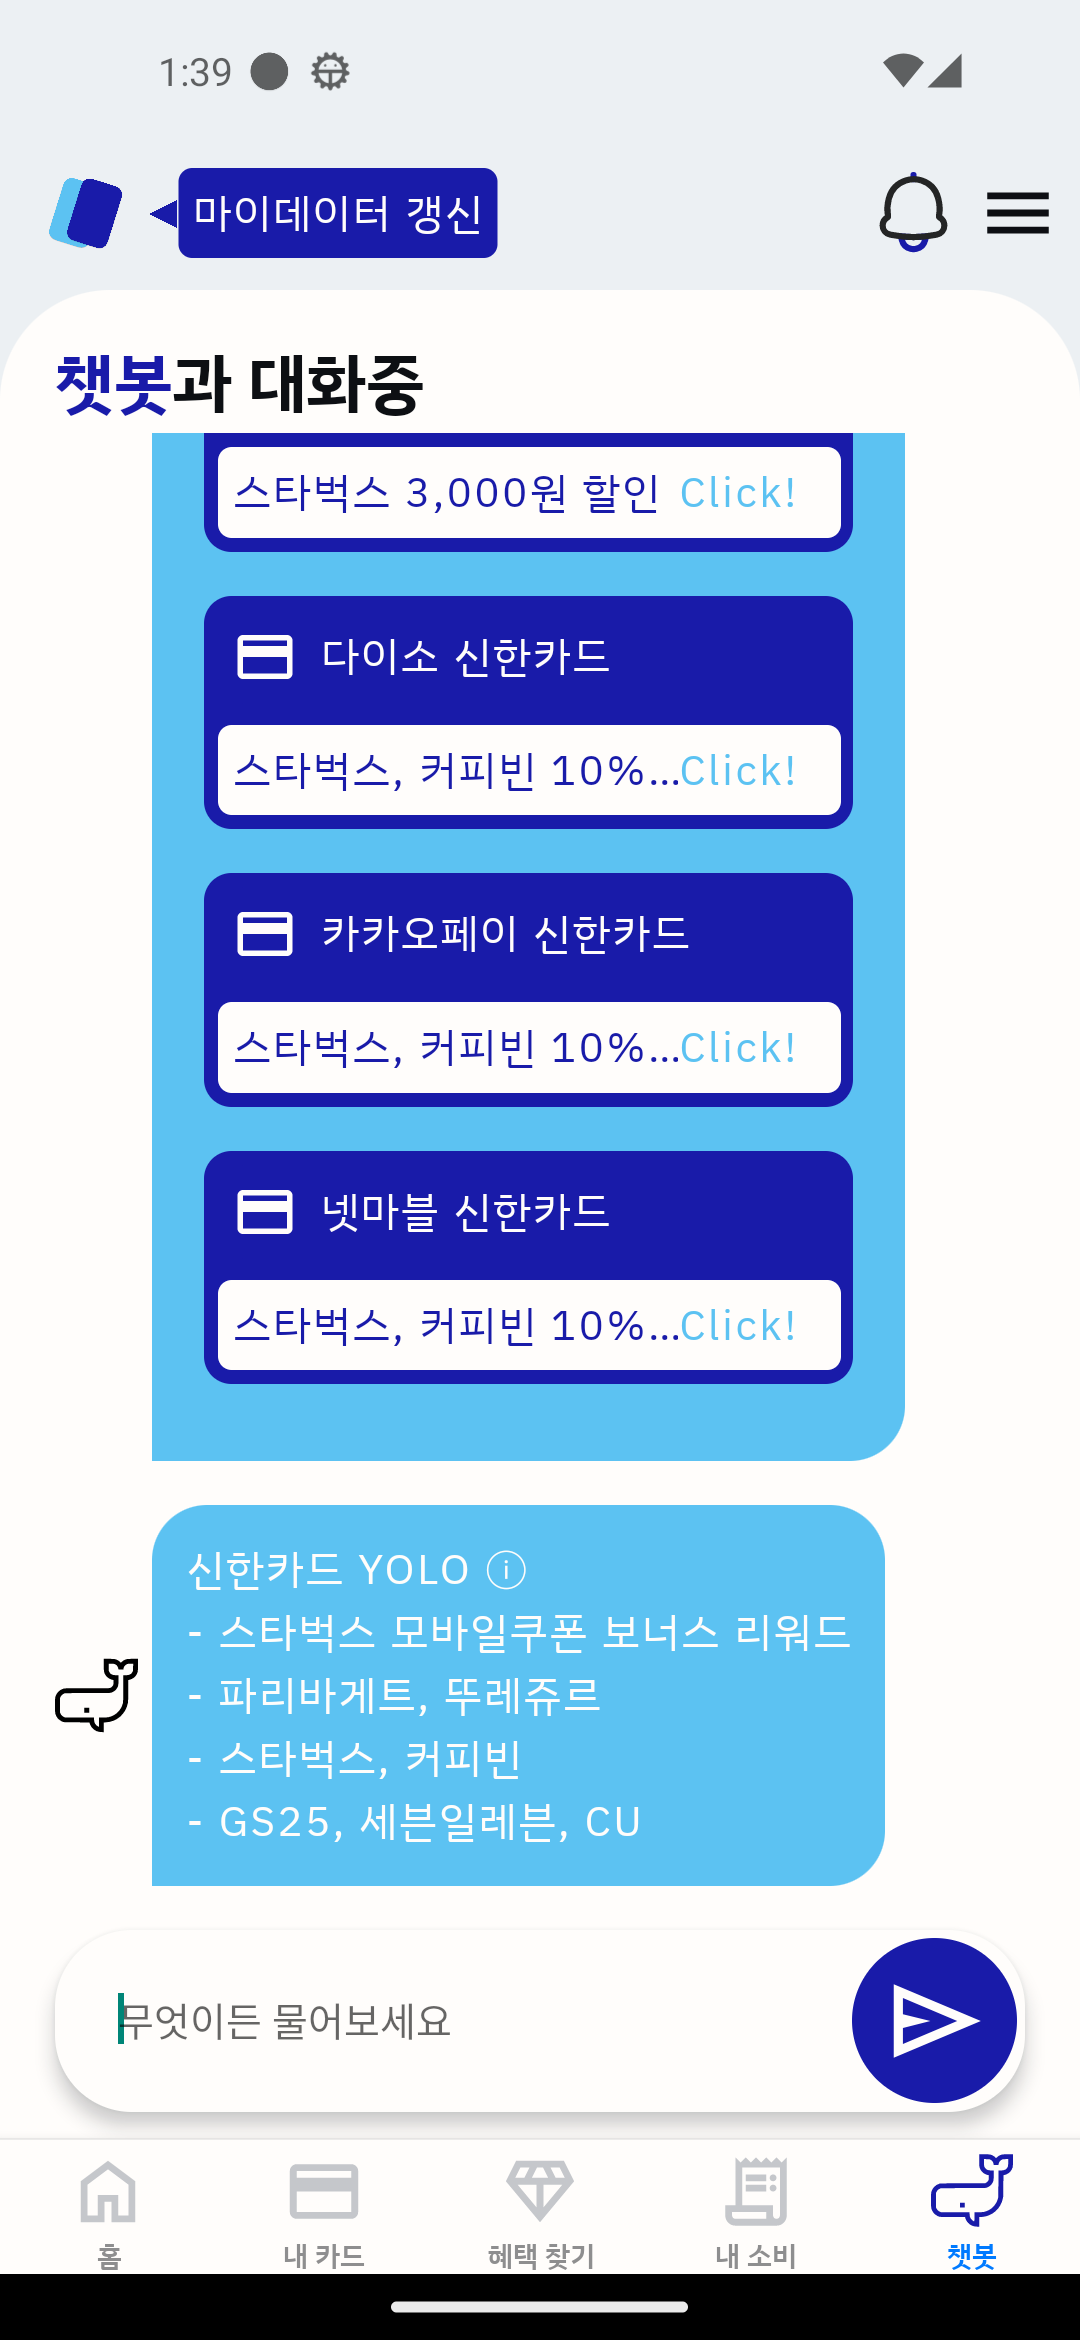 1:39
마이데이터 갱신
챗봇과 대화중
스타벅스 3,000원 할인 Click!
다이소 신한카드
스타벅스, 커피빈 10%...Click!
카카오페이 신한카드
스타벅스, 커피빈 10%...Click!
넷마블 신한카드
스타벅스, 커피빈 10%...Click!
신한카드 YOLO ⓘ
- 스타벅스 모바일쿠폰 보너스 리워드
- 파리바게트, 뚜레쥬르
- 스타벅스, 커피빈
- GS25, 세븐일레븐, CU
무엇이든 물어보세요
홈 내 카드 혜택 찾기 내 소비 챗봇